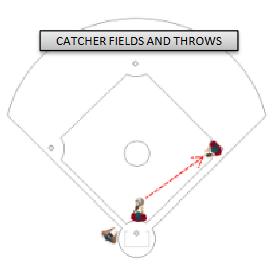 CATCHER FIELDS AND THROWS